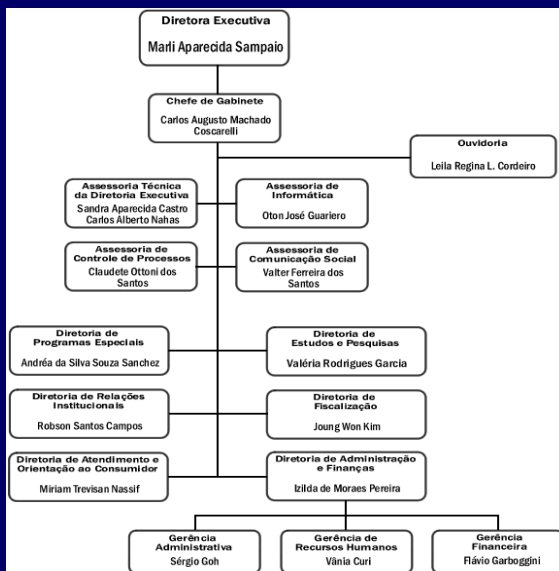 Diretora Executiva
Marli Aparecida Sampaio
Chefe de Gabinete
Carlos Augusto Machado
Coscarelli
Ouvidoria
Leila Regina L. Cordeiro
Assessoria Técnica
da Diretoria Executiva
Sandra Aparecida Castro
Carlos Alberto Nahas
Assessoria de
Informática
Oton José Guariero
Assessoria de
Controle de Processos
Claudete Ottoni dos
Santos
Assessoria de
Comunicação Social
Valter Ferreira dos
Santos
Diretoria de
Programas Especiais
Andréa da Silva Souza Sanchez
Diretoria de
Estudos e Pesquisas
Valéria Rodrigues Garcia
Diretoria de Relações
Institucionais
Robson Santos Campos
Diretoria de
Fiscalização
Joung Won Kim
Diretoria de Atendimento e
Orientação ao Consumidor
Miriam Trevisan Nassif
Diretoria de Administração
e Finanças
Izilda de Moraes Pereira
Gerência
Administrativa
Sérgio Goh
Gerência de
Recursos Humanos
Vânia Curi
Gerência
Financeira
Flávio Garboggini